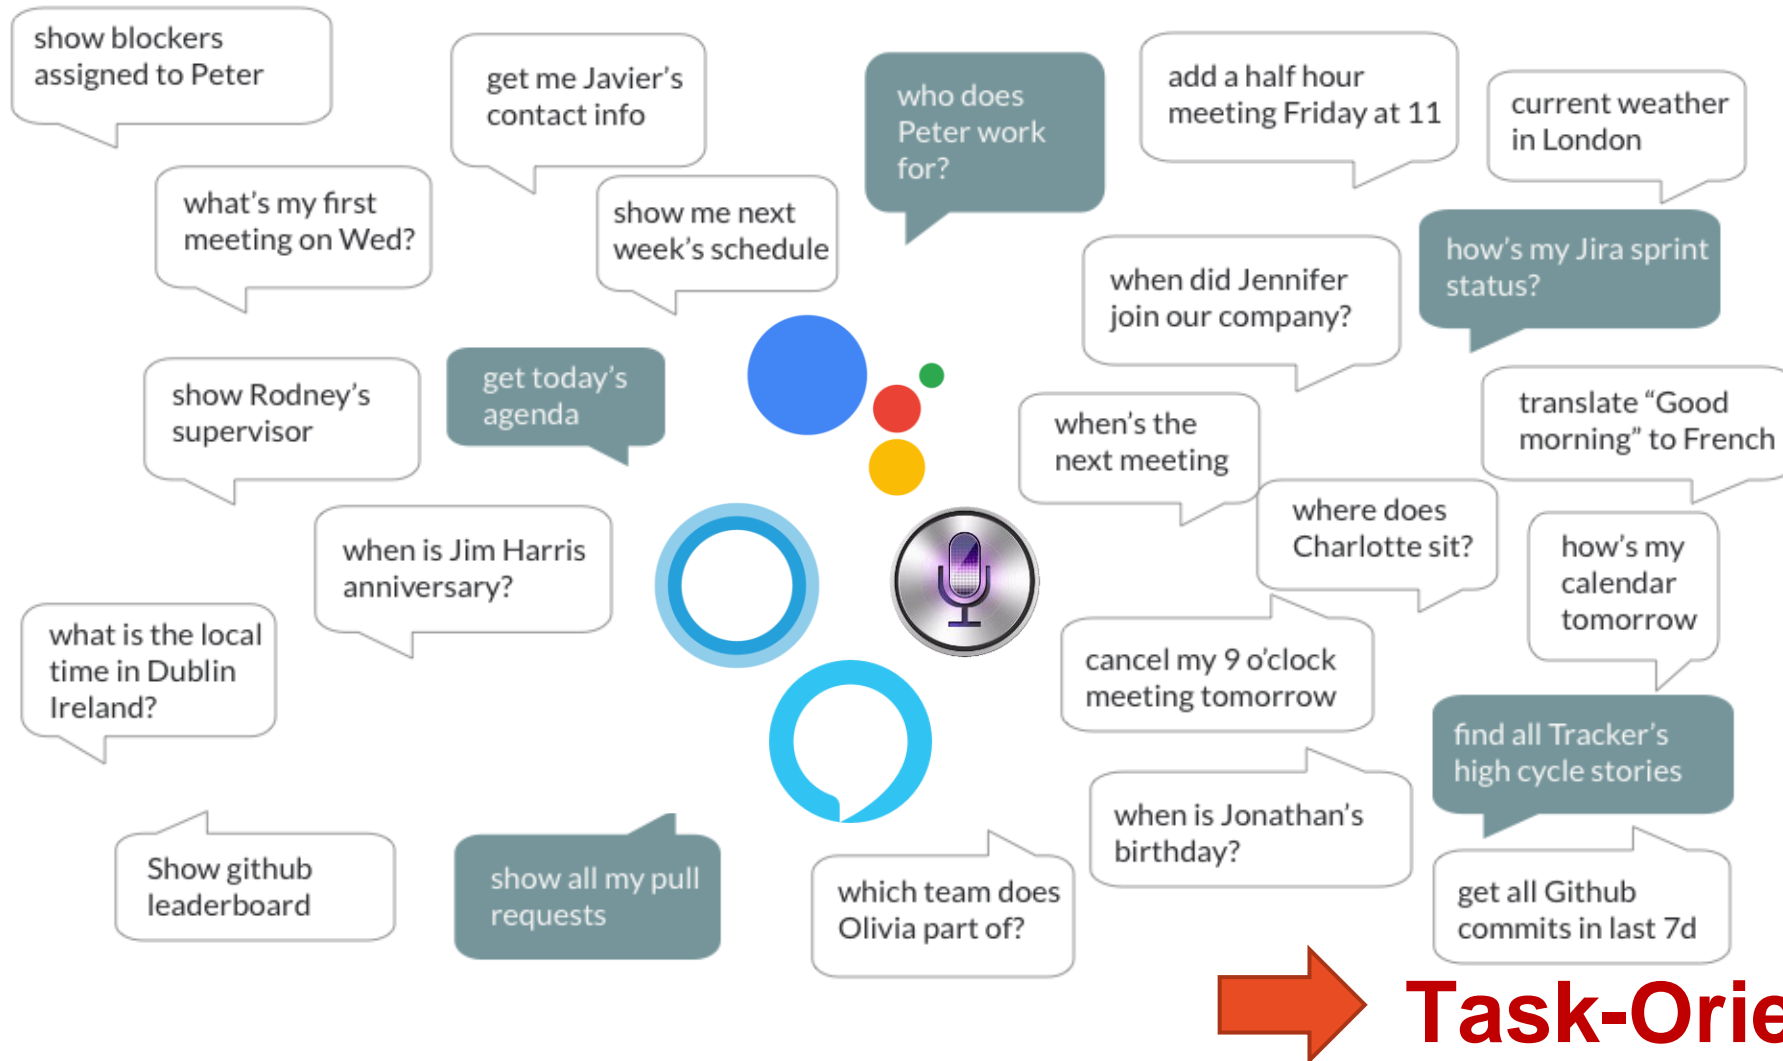 show blockers
assigned to Peter
get me Javier's
contact info
who does
Peter work
for?
add a half hour
meeting Friday at 11
current weather
in London
what's my first
meeting on Wed?
show me next
week's schedule
when did Jennifer
join our company?
how's my Jira sprint
status?
show Rodney's
supervisor
get today's
agenda
when's the
next meeting
translate “Good
morning” to French
when is Jim Harris
anniversary?
where does
Charlotte sit?
how's my
calendar
tomorrow
what is the local
time in Dublin
Ireland?
cancel my 9 o'clock
meeting tomorrow
find all Tracker's
high cycle stories
when is Jonathan's
birthday?
Show github
leaderboard
show all my pull
requests
which team does
Olivia part of?
get all Github
commits in last 7d
Task-Orie